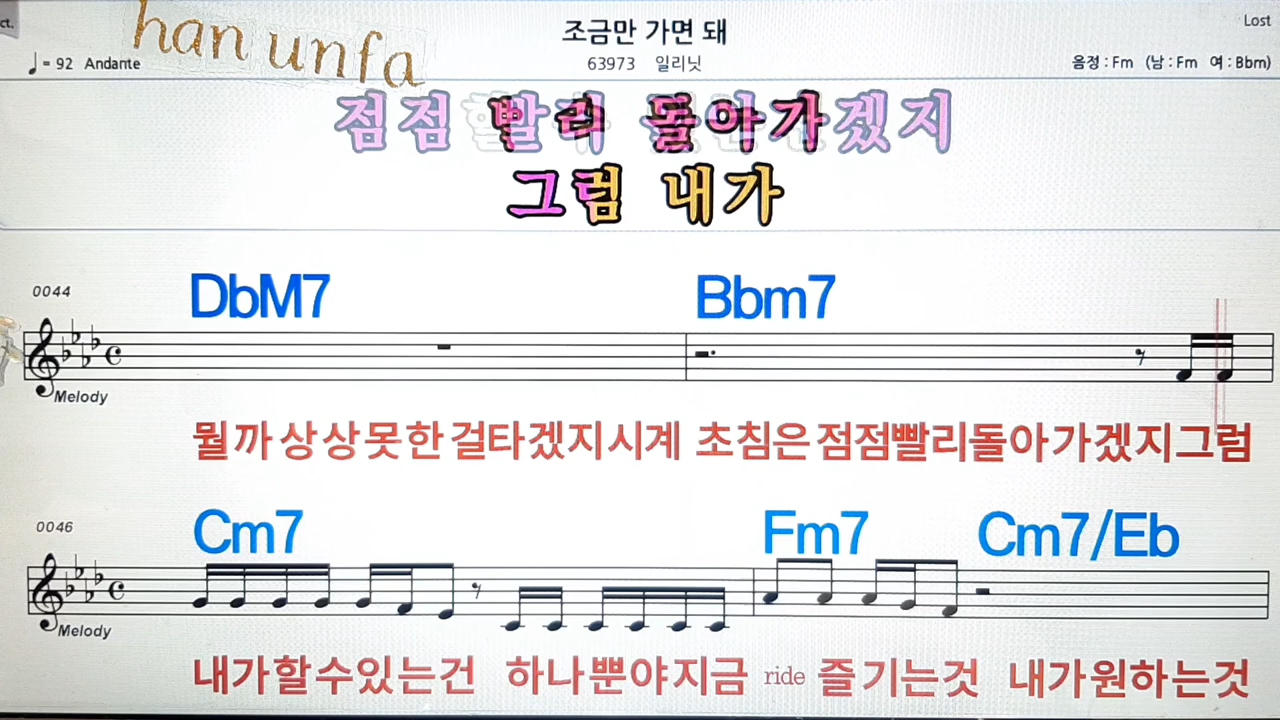 ct.
han unfa
조금만 가면 돼
Lost
♩= 92 Andante
63973 일리닛
음정 : Fm (남 : Fm 여 : Bbm)
점점 빨리 돌아가겠지
그럼 내가
0044
DbM7 Bbm7
Melody
뭘까상상못한걸타겠지시계 초침은점점빨리돌아가겠지그럼
0046
Cm7 Fm7 Cm7/Eb
Melody
내가할수있는건 하나뿐야지금 ride 즐기는것 내가원하는것